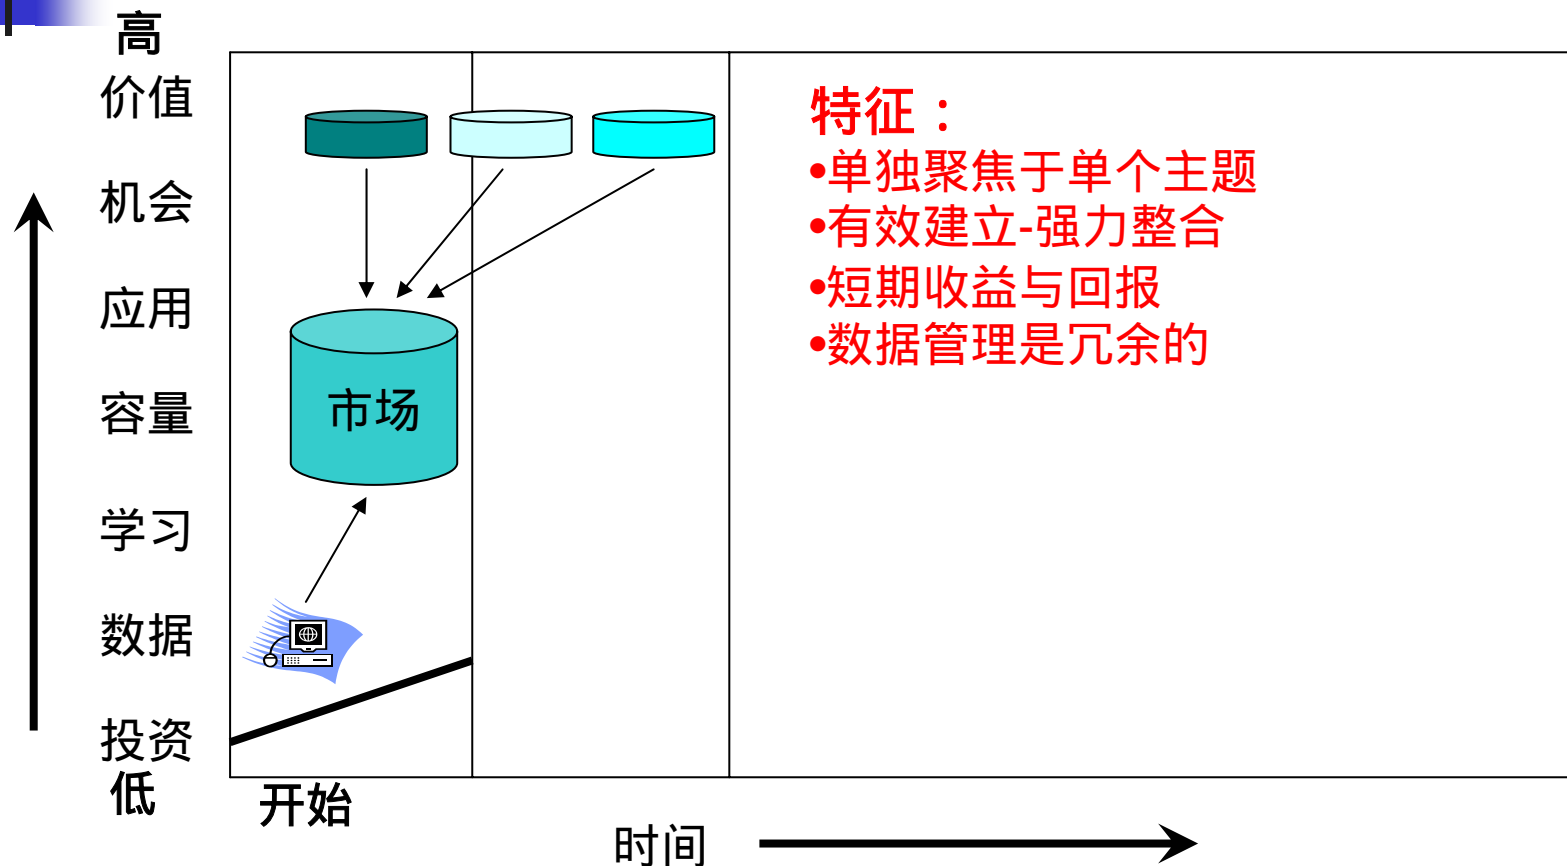 高
价值
机会
应用
容量
学习
数据
投资
低
市场
特征：
•单独聚焦于单个主题
•有效建立-强力整合
•短期收益与回报
•数据管理是冗余的
开始
时间